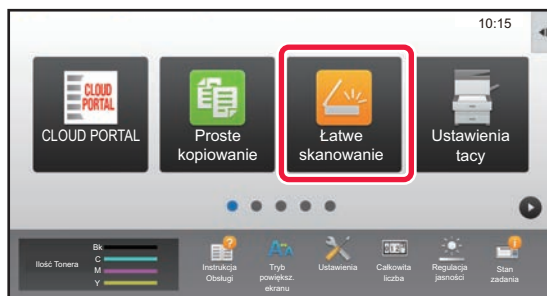 10:15
CLOUD
PORTAL
CLOUD PORTAL
Proste
kopiowanie
Łatwe
skanowanie
Ustawienia
tacy
Ilość Tonera
Bk
C
M
Y
Instrukcja
Obsługi
Tryb
powiększ.
ekranu
Ustawienia
Całkowita
liczba
Regulacja
jasności
Stan
zadania